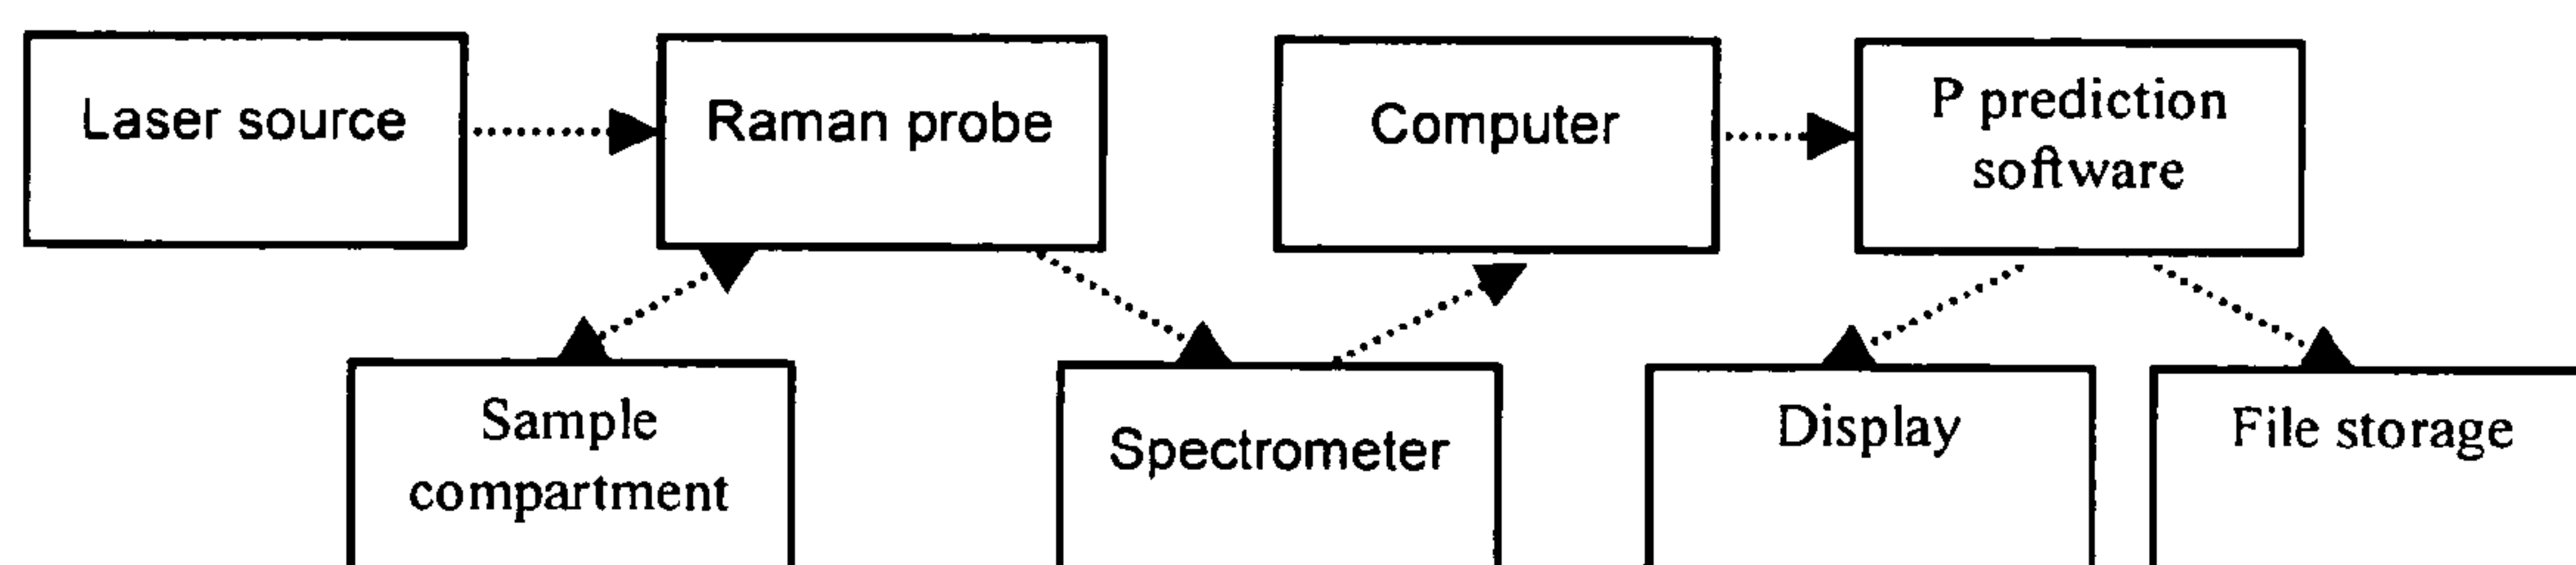 Laser source
Raman probe
Computer
P prediction
software
Sample
compartment
Spectrometer
Display
File storage